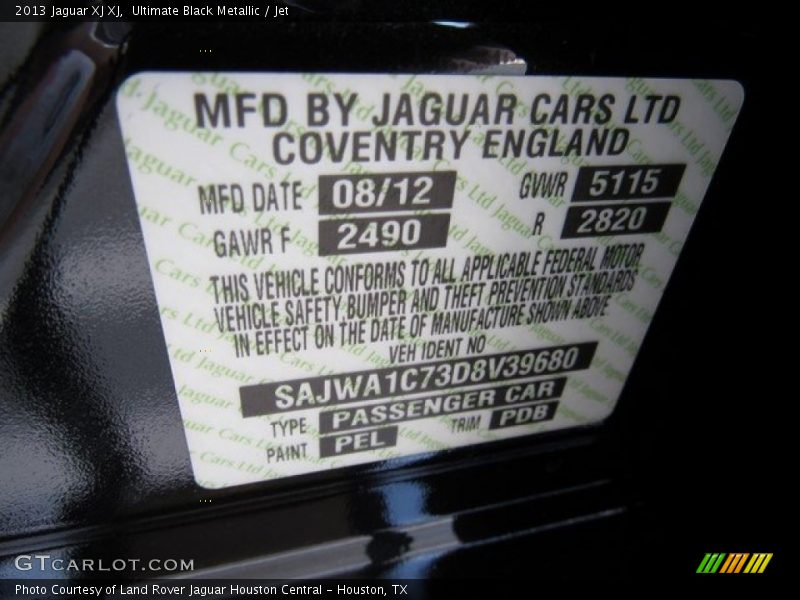 2013 Jaguar XJ XJ, Ultimate Black Metallic / Jet
MFD BY JAGUAR CARS LTD
COVENTRY ENGLAND
MFD DATE 08/12 GVWR 5115
GAWR F 2490 R 2820
THIS VEHICLE CONFORMS TO ALL APPLICABLE FEDERAL MOTOR
VEHICLE SAFETY BUMPER AND THEFT PREVENTION STANDARDS
IN EFFECT ON THE DATE OF MANUFACTURE SHOWN ABOVE
VEH IDENT NO
SAJWA1C73D8V39680
TYPE PASSENGER CAR
PAINT PEL TRIM PDB
GTCARLOT.COM
Photo Courtesy of Land Rover Jaguar Houston Central - Houston, TX